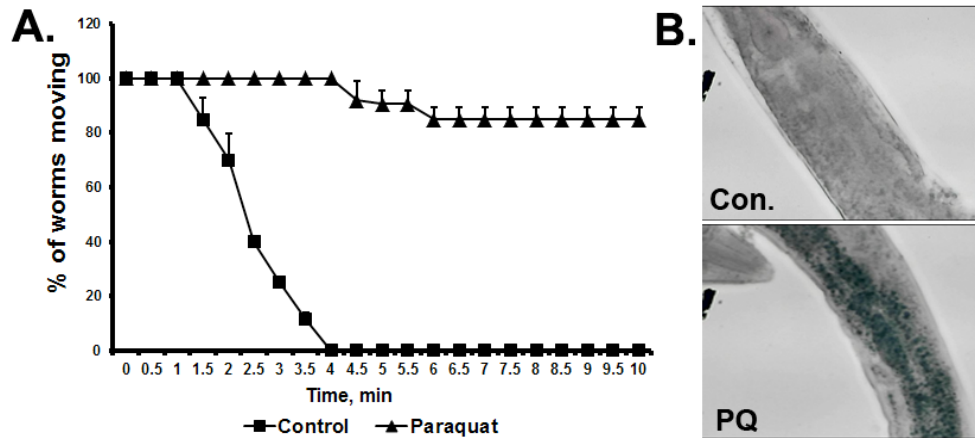 A.
B.
120
100
80
60
40
20
0
% of worms moving
0 0.5 1 1.5 2 2.5 3 3.5 4 4.5 5 5.5 6 6.5 7 7.5 8 8.5 9 9.5 10
Time, min
Control Paraquat
Con.
PQ